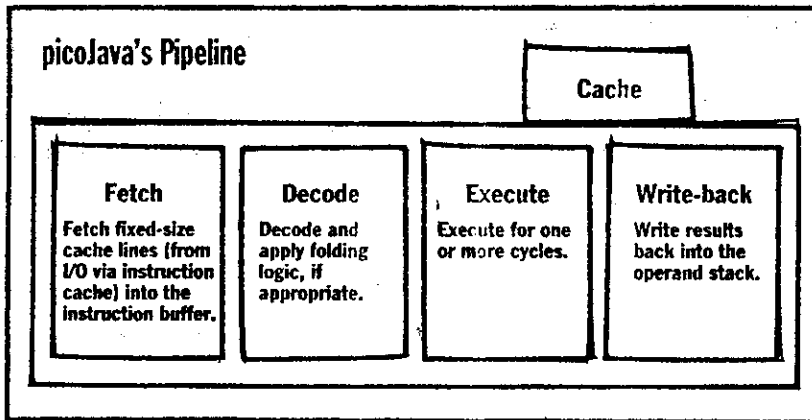 picoJava's Pipeline
Cache
Fetch
Fetch fixed-size
cache lines (from
I/O via instruction
cache) into the
instruction buffer.
Decode
Decode and
apply folding
logic, if
appropriate.
Execute
Execute for one
or more cycles.
Write-back
Write results
back into the
operand stack.